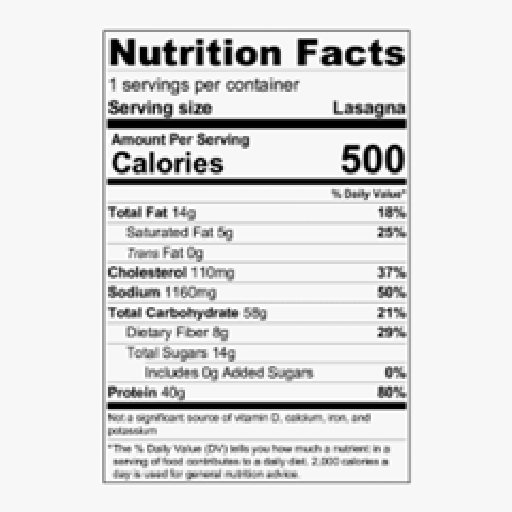 Nutrition Facts
1 servings per container
Serving size Lasagna
Amount Per Serving
Calories 500
% Daily Value*
Total Fat 14g 18%
Saturated Fat 5g 25%
Trans Fat 0g
Cholesterol 110mg 37%
Sodium 1160mg 50%
Total Carbohydrate 58g 21%
Dietary Fiber 8g 29%
Total Sugars 14g
Includes 0g Added Sugars 0%
Protein 40g 80%
Not a significant source of vitamin D, calcium, iron, and
potassium
*The % Daily Value (DV) tells you how much a nutrient in a
serving of food contributes to a daily diet. 2,000 calories a
day is used for general nutrition advice.